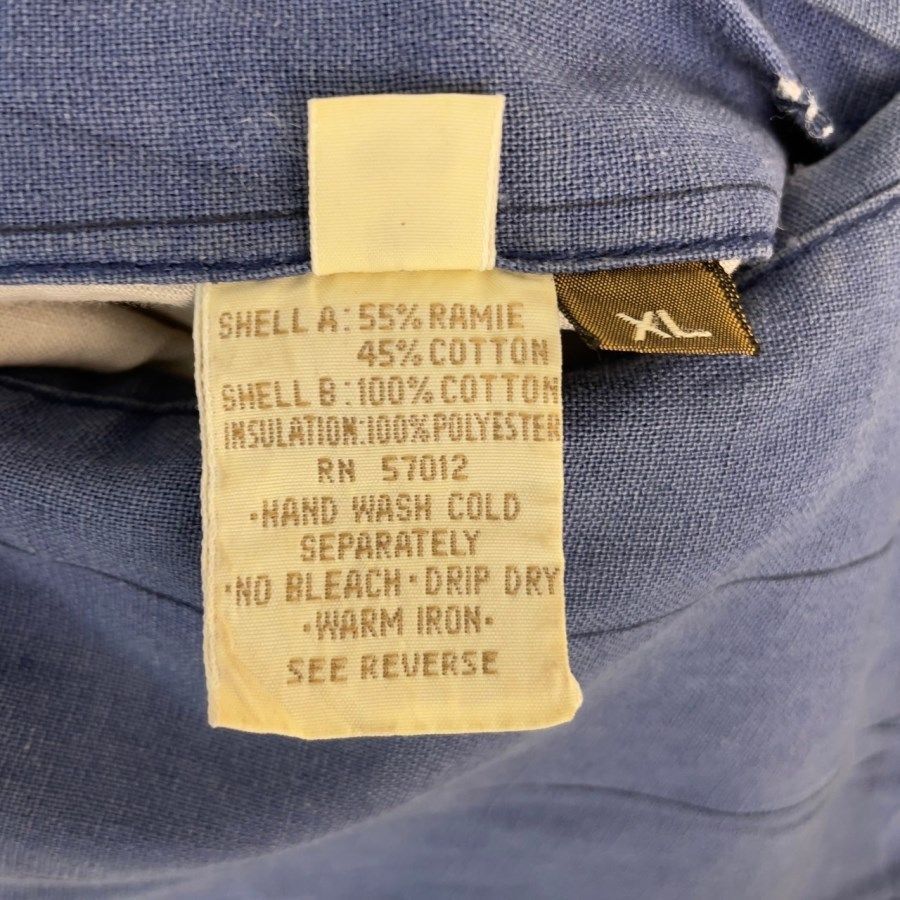 SHELL A: 55% RAMIE
45% COTTON
SHELL B: 100% COTTON
INSULATION: 100% POLYESTER
RN 57012
·HAND WASH COLD
SEPARATELY
·NO BLEACH·DRIP DRY
·WARM IRON·
SEE REVERSE
XL